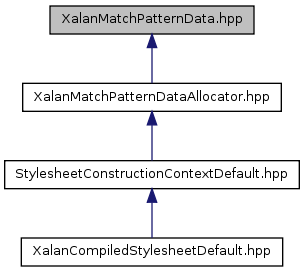 XalanMatchPatternData.hpp
XalanMatchPatternDataAllocator.hpp
StylesheetConstructionContextDefault.hpp
XalanCompiledStylesheetDefault.hpp